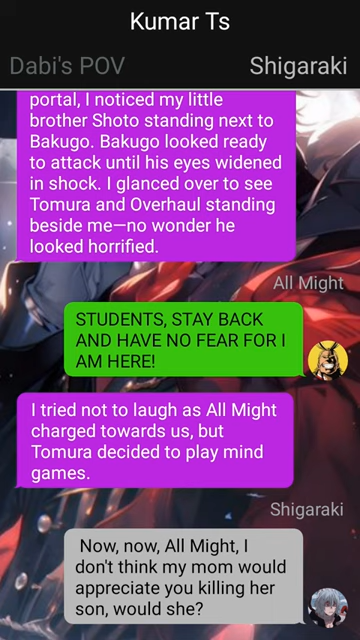 Kumar Ts
Dabi's POV
Shigaraki
portal, I noticed my little
brother Shoto standing next to
Bakugo. Bakugo looked ready
to attack until his eyes widened
in shock. I glanced over to see
Tomura and Overhaul standing
beside me—no wonder he
looked horrified.
All Might
STUDENTS, STAY BACK
AND HAVE NO FEAR FOR I
AM HERE!
I tried not to laugh as All Might
charged towards us, but
Tomura decided to play mind
games.
Shigaraki
Now, now, All Might, I
don't think my mom would
appreciate you killing her
son, would she?